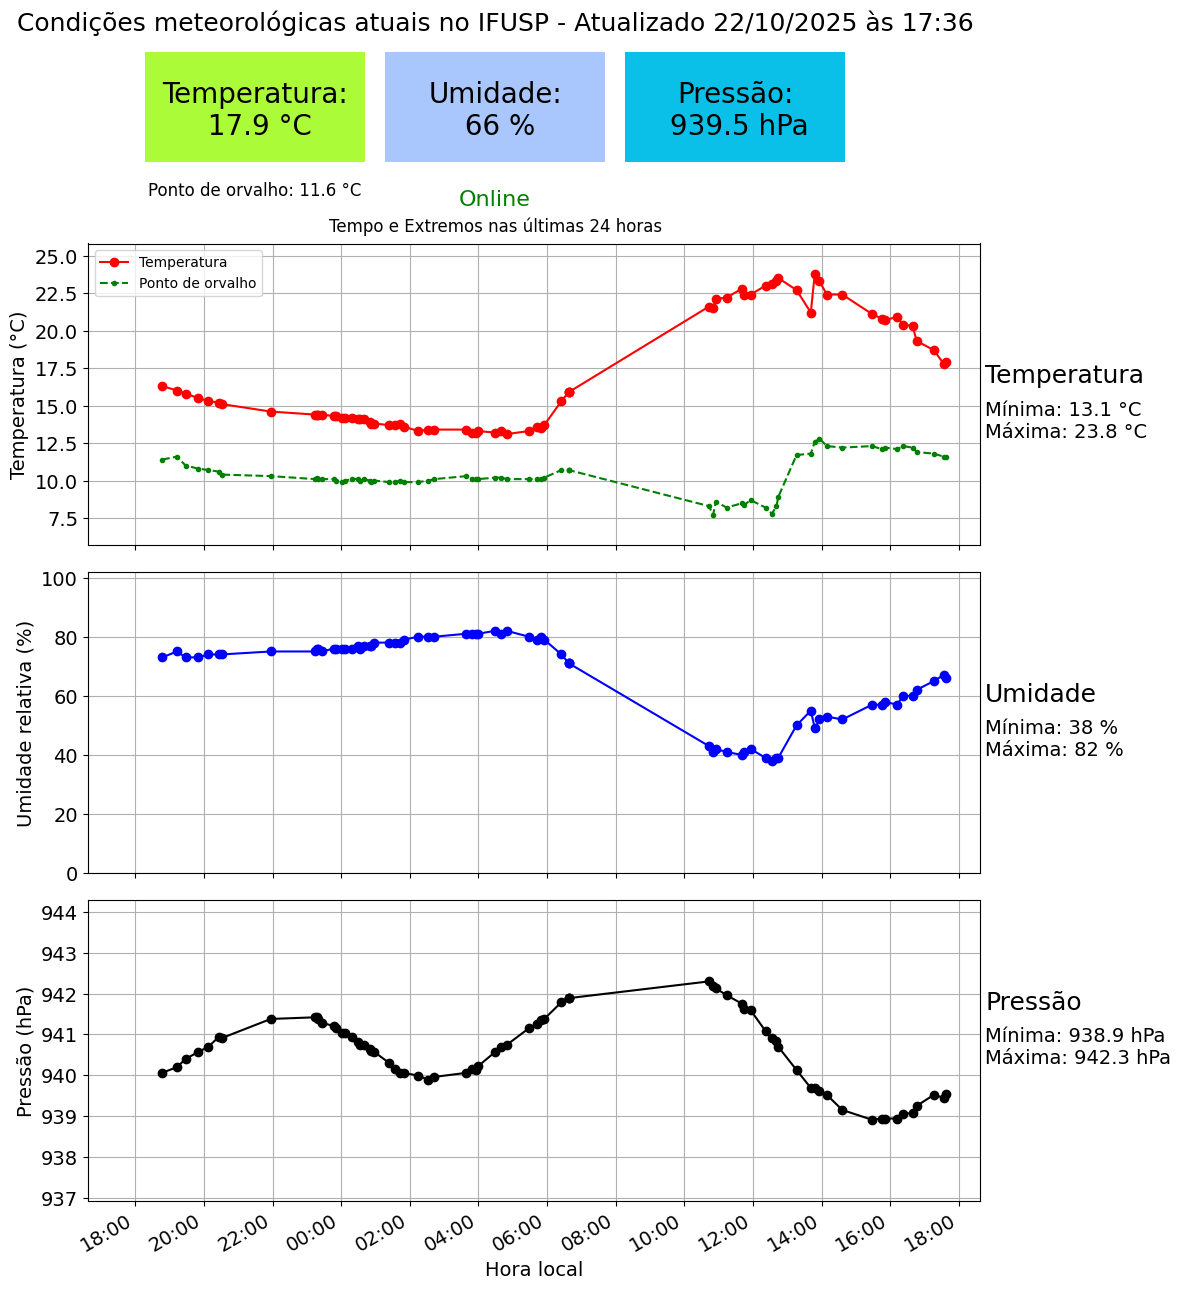 Condições meteorológicas atuais no IFUSP - Atualizado 22/10/2025 às 17:36
Temperatura:
17.9 °C
Umidade:
66 %
Pressão:
939.5 hPa
Ponto de orvalho: 11.6 °C
Online
Tempo e Extremos nas últimas 24 horas
Temperatura (°C)
25.0
22.5
20.0
17.5
15.0
12.5
10.0
7.5
Temperatura
Ponto de orvalho
Temperatura
Mínima: 13.1 °C
Máxima: 23.8 °C
Umidade relativa (%)
100
80
60
40
20
0
Umidade
Mínima: 38 %
Máxima: 82 %
Pressão (hPa)
944
943
942
941
940
939
938
937
Pressão
Mínima: 938.9 hPa
Máxima: 942.3 hPa
18:00 20:00 22:00 00:00 02:00 04:00 06:00 08:00 10:00 12:00 14:00 16:00 18:00
Hora local